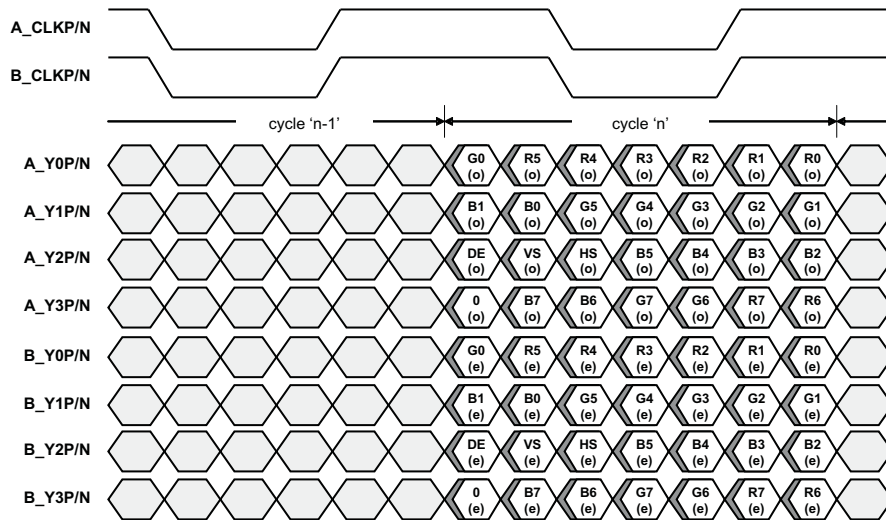 A_CLKP/N
B_CLKP/N
cycle ‘n-1’ cycle ‘n’
A_Y0P/N G0 (o) R5 (o) R4 (o) R3 (o) R2 (o) R1 (o) R0 (o)
A_Y1P/N B1 (o) B0 (o) G5 (o) G4 (o) G3 (o) G2 (o) G1 (o)
A_Y2P/N DE (o) VS (o) HS (o) B5 (o) B4 (o) B3 (o) B2 (o)
A_Y3P/N 0 (o) B7 (o) B6 (o) G7 (o) G6 (o) R7 (o) R6 (o)
B_Y0P/N G0 (e) R5 (e) R4 (e) R3 (e) R2 (e) R1 (e) R0 (e)
B_Y1P/N B1 (e) B0 (e) G5 (e) G4 (e) G3 (e) G2 (e) G1 (e)
B_Y2P/N DE (e) VS (e) HS (e) B5 (e) B4 (e) B3 (e) B2 (e)
B_Y3P/N 0 (e) B7 (e) B6 (e) G7 (e) G6 (e) R7 (e) R6 (e)